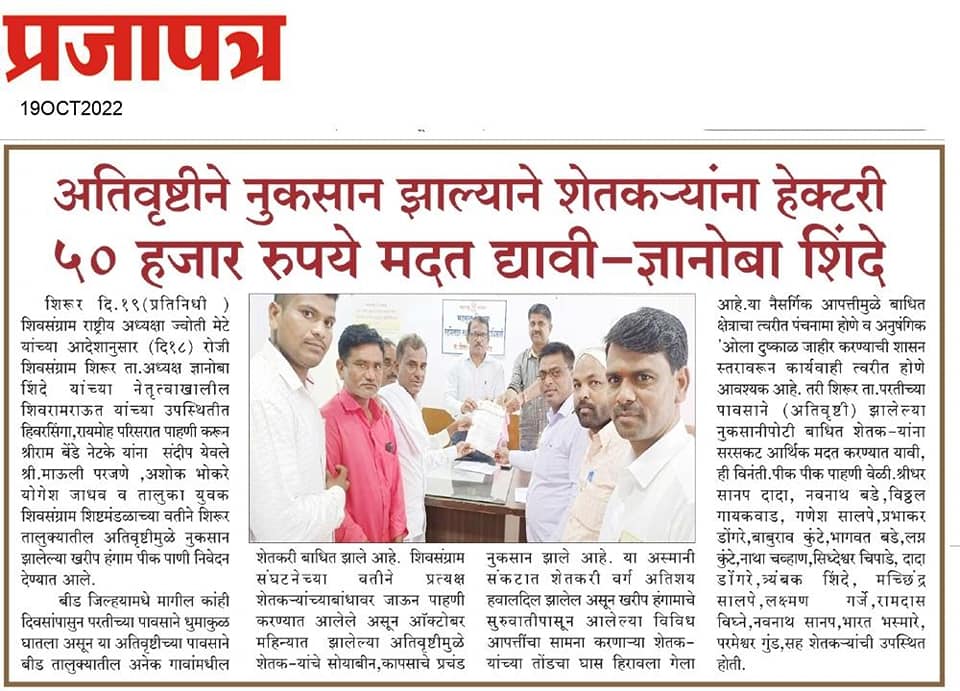 प्रजापत्र
19OCT2022
अतिवृष्टीने नुकसान झाल्याने शेतकऱ्यांना हेक्टरी
५० हजार रुपये मदत द्यावी–ज्ञानोबा शिंदे
शिरूर दि.१९(प्रतिनिधी )
शिवसंग्राम राष्ट्रीय अध्यक्षा ज्योती मेटे
यांच्या आदेशानुसार (दि१८) रोजी
शिवसंग्राम शिरूर ता.अध्यक्ष ज्ञानोबा
शिंदे यांच्या नेतृत्वाखालील
शिवरामराऊत यांच्या उपस्थितीत
हिवरसिंगा,रायमोह परिसरात पाहणी करून
श्रीराम बेंडे नेटके यांना संदीप येवले
श्री.माऊली परजणे ,अशोक भोकरे
योगेश जाधव व तालुका युवक
शिवसंग्राम शिष्टमंडळाच्या वतीने शिरूर
तालुक्यातील अतिवृष्टीमुळे नुकसान
झालेल्या खरीप हंगाम पीक पाणी निवेदन
देण्यात आले.
बीड जिल्हयामधे मागील कांही
दिवसांपासुन परतीच्या पावसाने धुमाकुळ
घातला असून या अतिवृष्टीच्या पावसाने
बीड तालुक्यातील अनेक गावांमधील
शेतकरी बाधित झाले आहे. शिवसंग्राम
संघटनेच्या वतीने प्रत्यक्ष
शेतकऱ्यांच्याबांधावर जाऊन पाहणी
करण्यात आलेले असून ऑक्टोबर
महिन्यात झालेल्या अतिवृष्टीमुळे
शेतक-यांचे सोयाबीन,कापसाचे प्रचंड
नुकसान झाले आहे. या अस्मानी
संकटात शेतकरी वर्ग अतिशय
हवालदिल झालेल असून खरीप हंगामाचे
सुरुवातीपासून आलेल्या विविध
आपत्तींचा सामना करणाऱ्या शेतक-
यांच्या तोंडचा घास हिरावला गेला
आहे.या नैसर्गिक आपत्तीमुळे बाधित
क्षेत्राचा त्वरीत पंचनामा होणे व अनुषंगिक
'ओला दुष्काळ जाहीर करण्याची शासन
स्तरावरून कार्यवाही त्वरीत होणे
आवश्यक आहे. तरी शिरूर ता.परतीच्या
पावसाने (अतिवृष्टी) झालेल्या
नुकसानीपोटी बाधित शेतक-यांना
सरसकट आर्थिक मदत करण्यात यावी,
ही विनंती.पीक पीक पाहणी वेळी.श्रीधर
सानप दादा, नवनाथ बडे,विठ्ठल
गायकवाड, गणेश सालपे,प्रभाकर
डोंगरे,बाबुराव कुंटे,भागवत बडे,लग्र
कुंटे,नाथा चव्हाण,सिध्देश्वर चिपाडे, दादा
डोंगरे,त्र्यंबक शिंदे, मच्छिंद्र
सालपे,लक्ष्मण गर्जे,रामदास
विघ्ने,नवनाथ सानप,भारत भस्मारे,
परमेश्वर गुंड,सह शेतकऱ्यांची उपस्थित
होती.